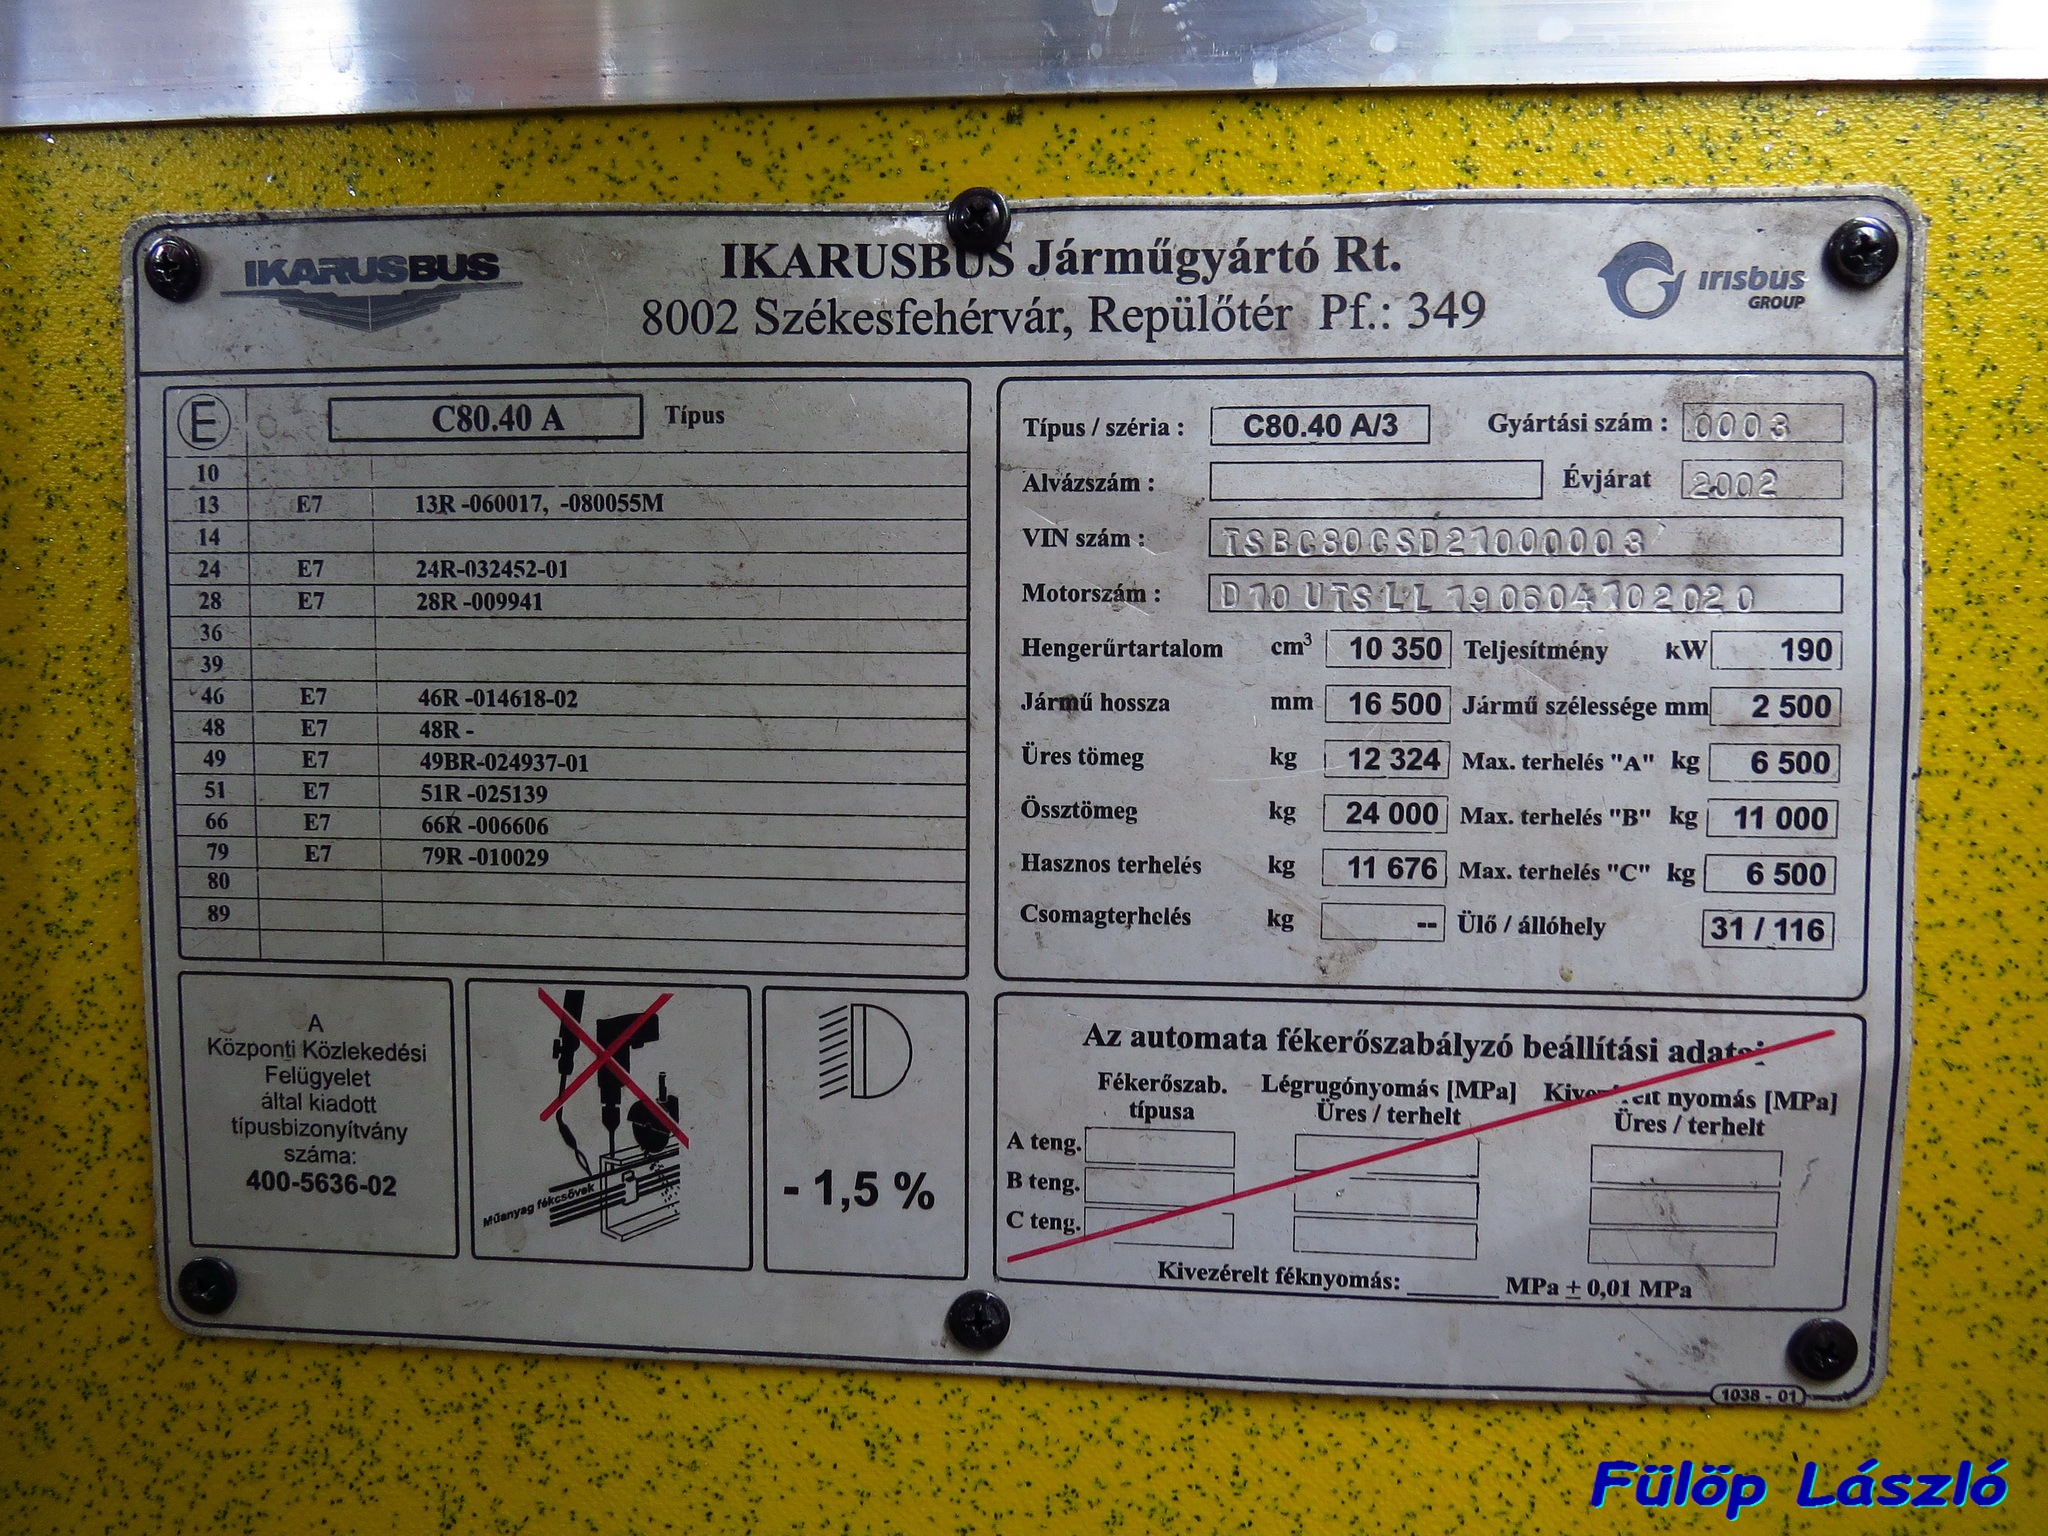 IKARUSBUS
IKARUSBUS Járműgyártó Rt.
8002 Székesfehérvár, Repülőtér Pf.: 349
irisbus
GROUP
E C80.40 A Típus
10
13 E7 13R -060017, -080055M
14
24 E7 24R-032452-01
28 E7 28R -009941
36
39
46 E7 46R -014618-02
48 E7 48R -
49 E7 49BR-024937-01
51 E7 51R -025139
66 E7 66R -006606
79 E7 79R -010029
80
89
Típus / széria : C80.40 A/3 Gyártási szám : 0003
Alvázszám : Évjárat 2002
VIN szám : TSBC80CSD21000003
Motorszám : D10 UTSLL 190604102020
Hengerűrtartalom cm³ 10 350 Teljesítmény kW 190
Jármű hossza mm 16 500 Jármű szélessége mm 2 500
Üres tömeg kg 12 324 Max. terhelés "A" kg 6 500
Össztömeg kg 24 000 Max. terhelés "B" kg 11 000
Hasznos terhelés kg 11 676 Max. terhelés "C" kg 6 500
Csomagterhelés kg -- Ülő / állóhely 31 / 116
A
Központi Közlekedési
Felügyelet
által kiadott
típusbizonyítvány
száma:
400-5636-02
Műanyag fékcsövek
- 1,5 %
Az automata fékerőszabályzó beállítási adatai
Fékerőszab. Légrugónyomás [MPa] Kivezérelt nyomás [MPa]
típusa Üres / terhelt Üres / terhelt
A teng.
B teng.
C teng.
Kivezérelt féknyomás: ________ MPa ± 0,01 MPa
1038 - 01
Fülöp László